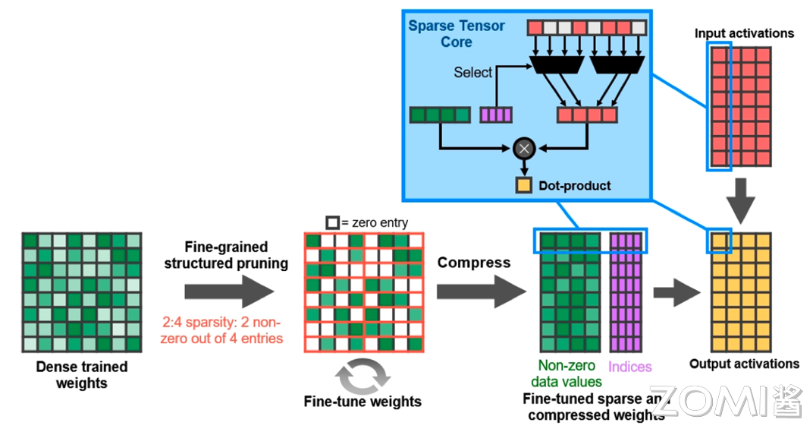 Sparse Tensor
Core
Select
Dot-product
Input activations
= zero entry
Fine-grained
structured pruning
2:4 sparsity: 2 non-
zero out of 4 entries
Compress
Dense trained
weights
Fine-tune weights
Non-zero
data values
Indices
Fine-tuned sparse and
compressed weights
Output activations
ZOMI酱